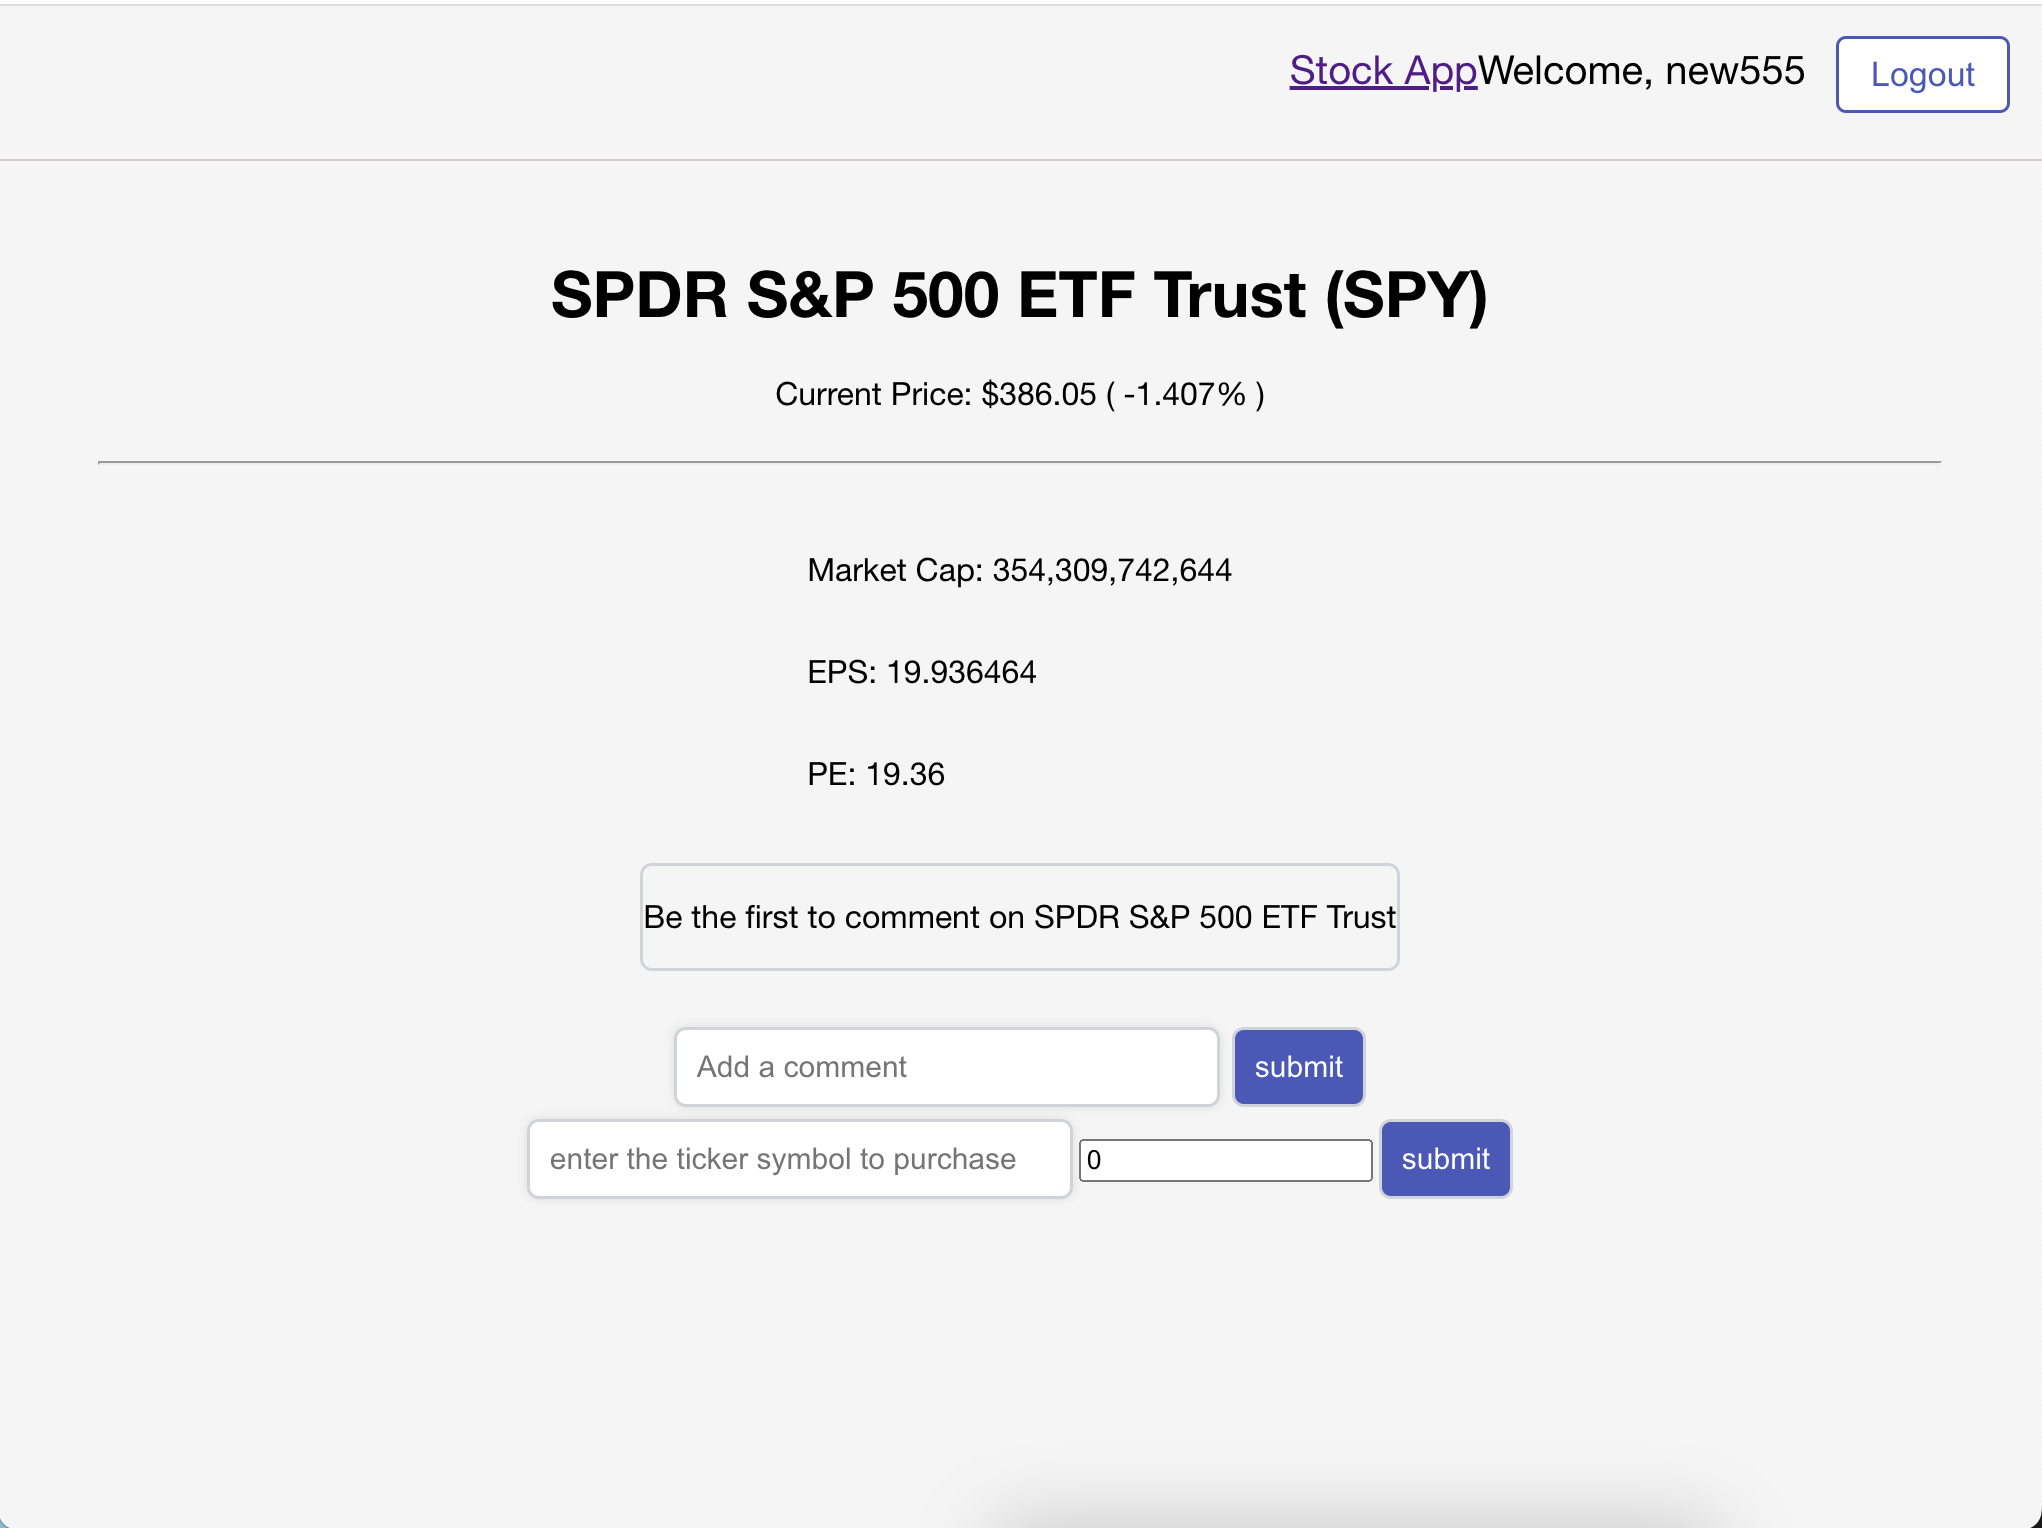 Stock AppWelcome, new555 Logout
SPDR S&P 500 ETF Trust (SPY)
Current Price: $386.05 ( -1.407% )
Market Cap: 354,309,742,644
EPS: 19.936464
PE: 19.36
Be the first to comment on SPDR S&P 500 ETF Trust
Add a comment submit
enter the ticker symbol to purchase 0 submit